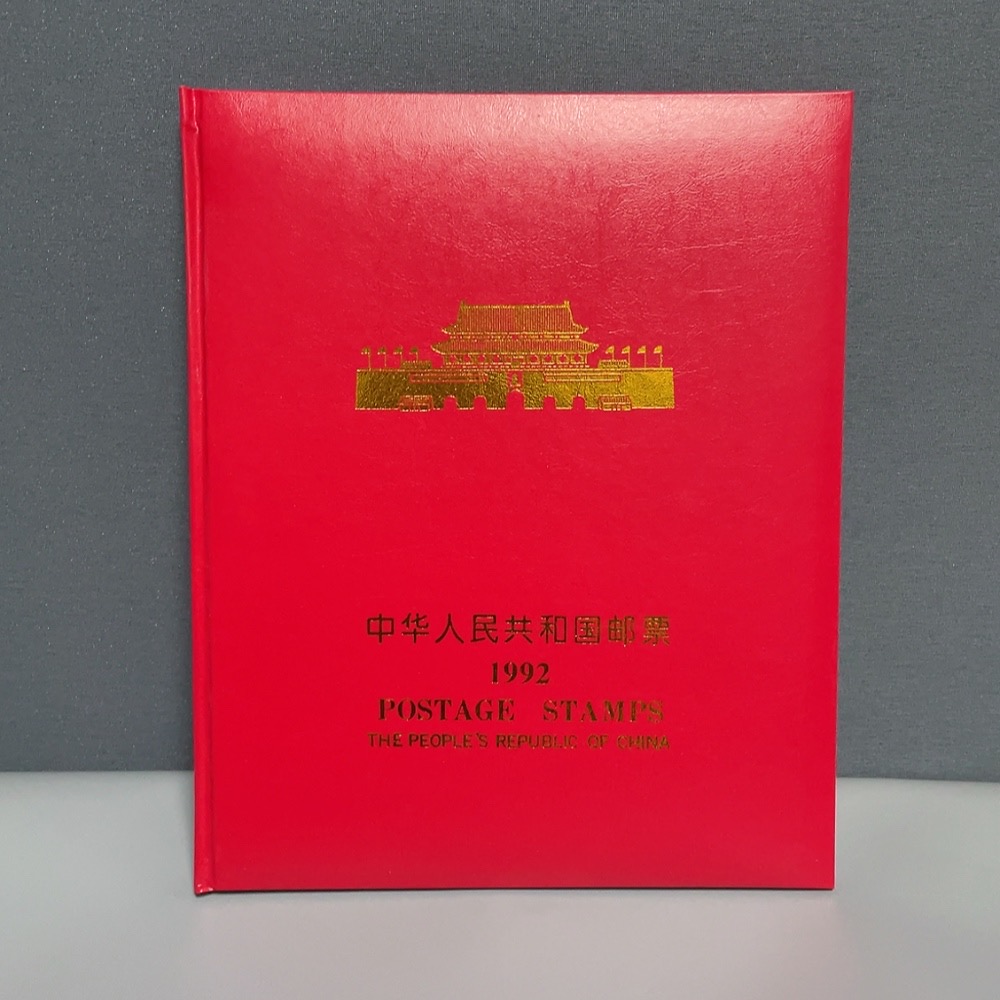 中华人民共和国邮票
1992
POSTAGE STAMPS
THE PEOPLE'S REPUBLIC OF CHINA